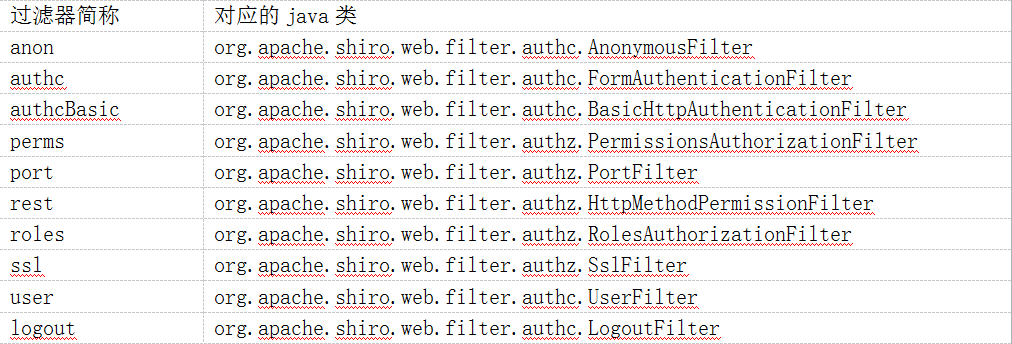 过滤器简称 对应的 java 类
anon org.apache.shiro.web.filter.authc.AnonymousFilter
authc org.apache.shiro.web.filter.authc.FormAuthenticationFilter
authcBasic org.apache.shiro.web.filter.authc.BasicHttpAuthenticationFilter
perms org.apache.shiro.web.filter.authz.PermissionsAuthorizationFilter
port org.apache.shiro.web.filter.authz.PortFilter
rest org.apache.shiro.web.filter.authz.HttpMethodPermissionFilter
roles org.apache.shiro.web.filter.authz.RolesAuthorizationFilter
ssl org.apache.shiro.web.filter.authz.SslFilter
user org.apache.shiro.web.filter.authc.UserFilter
logout org.apache.shiro.web.filter.authc.LogoutFilter